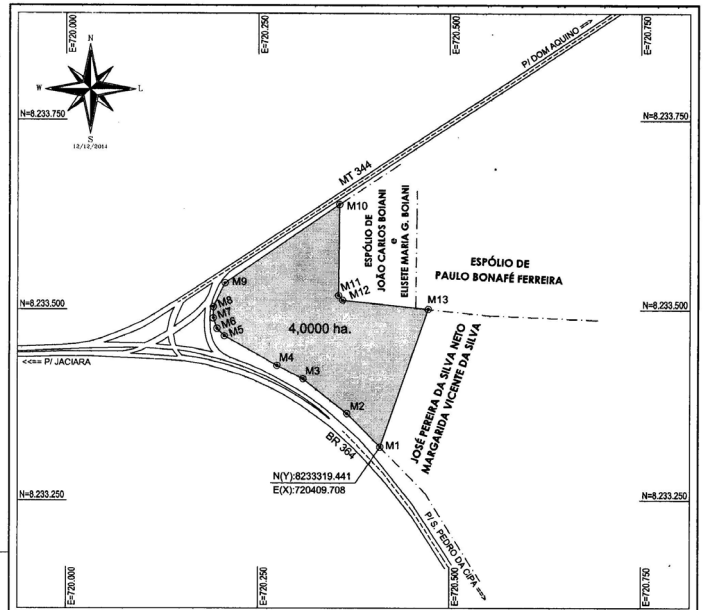 E=720.000
E=720.250
E=720.500
E=720.750
N
W
L
S
12/12/2014
N=8.233.750
N=8.233.750
P/ DOM AQUINO ==>
MT 344
M10
ESPÓLIO DE
JOÃO CARLOS BOIANI
e
ELISETE MARIA G. BOIANI
ESPÓLIO DE
PAULO BONAFÉ FERREIRA
M9
M11
M12
M13
N=8.233.500
N=8.233.500
M8
M7
M6
M5
4,0000 ha.
M4
M3
M2
M1
<<== P/ JACIARA
JOSÉ PEREIRA DA SILVA NETO
MARGARIDA VICENTE DA SILVA
BR 364
N(Y):8233319.441
E(X):720409.708
N=8.233.250
N=8.233.250
P/ S. PEDRO DA CIPA ==>
E=720.000
E=720.250
E=720.500
E=720.750